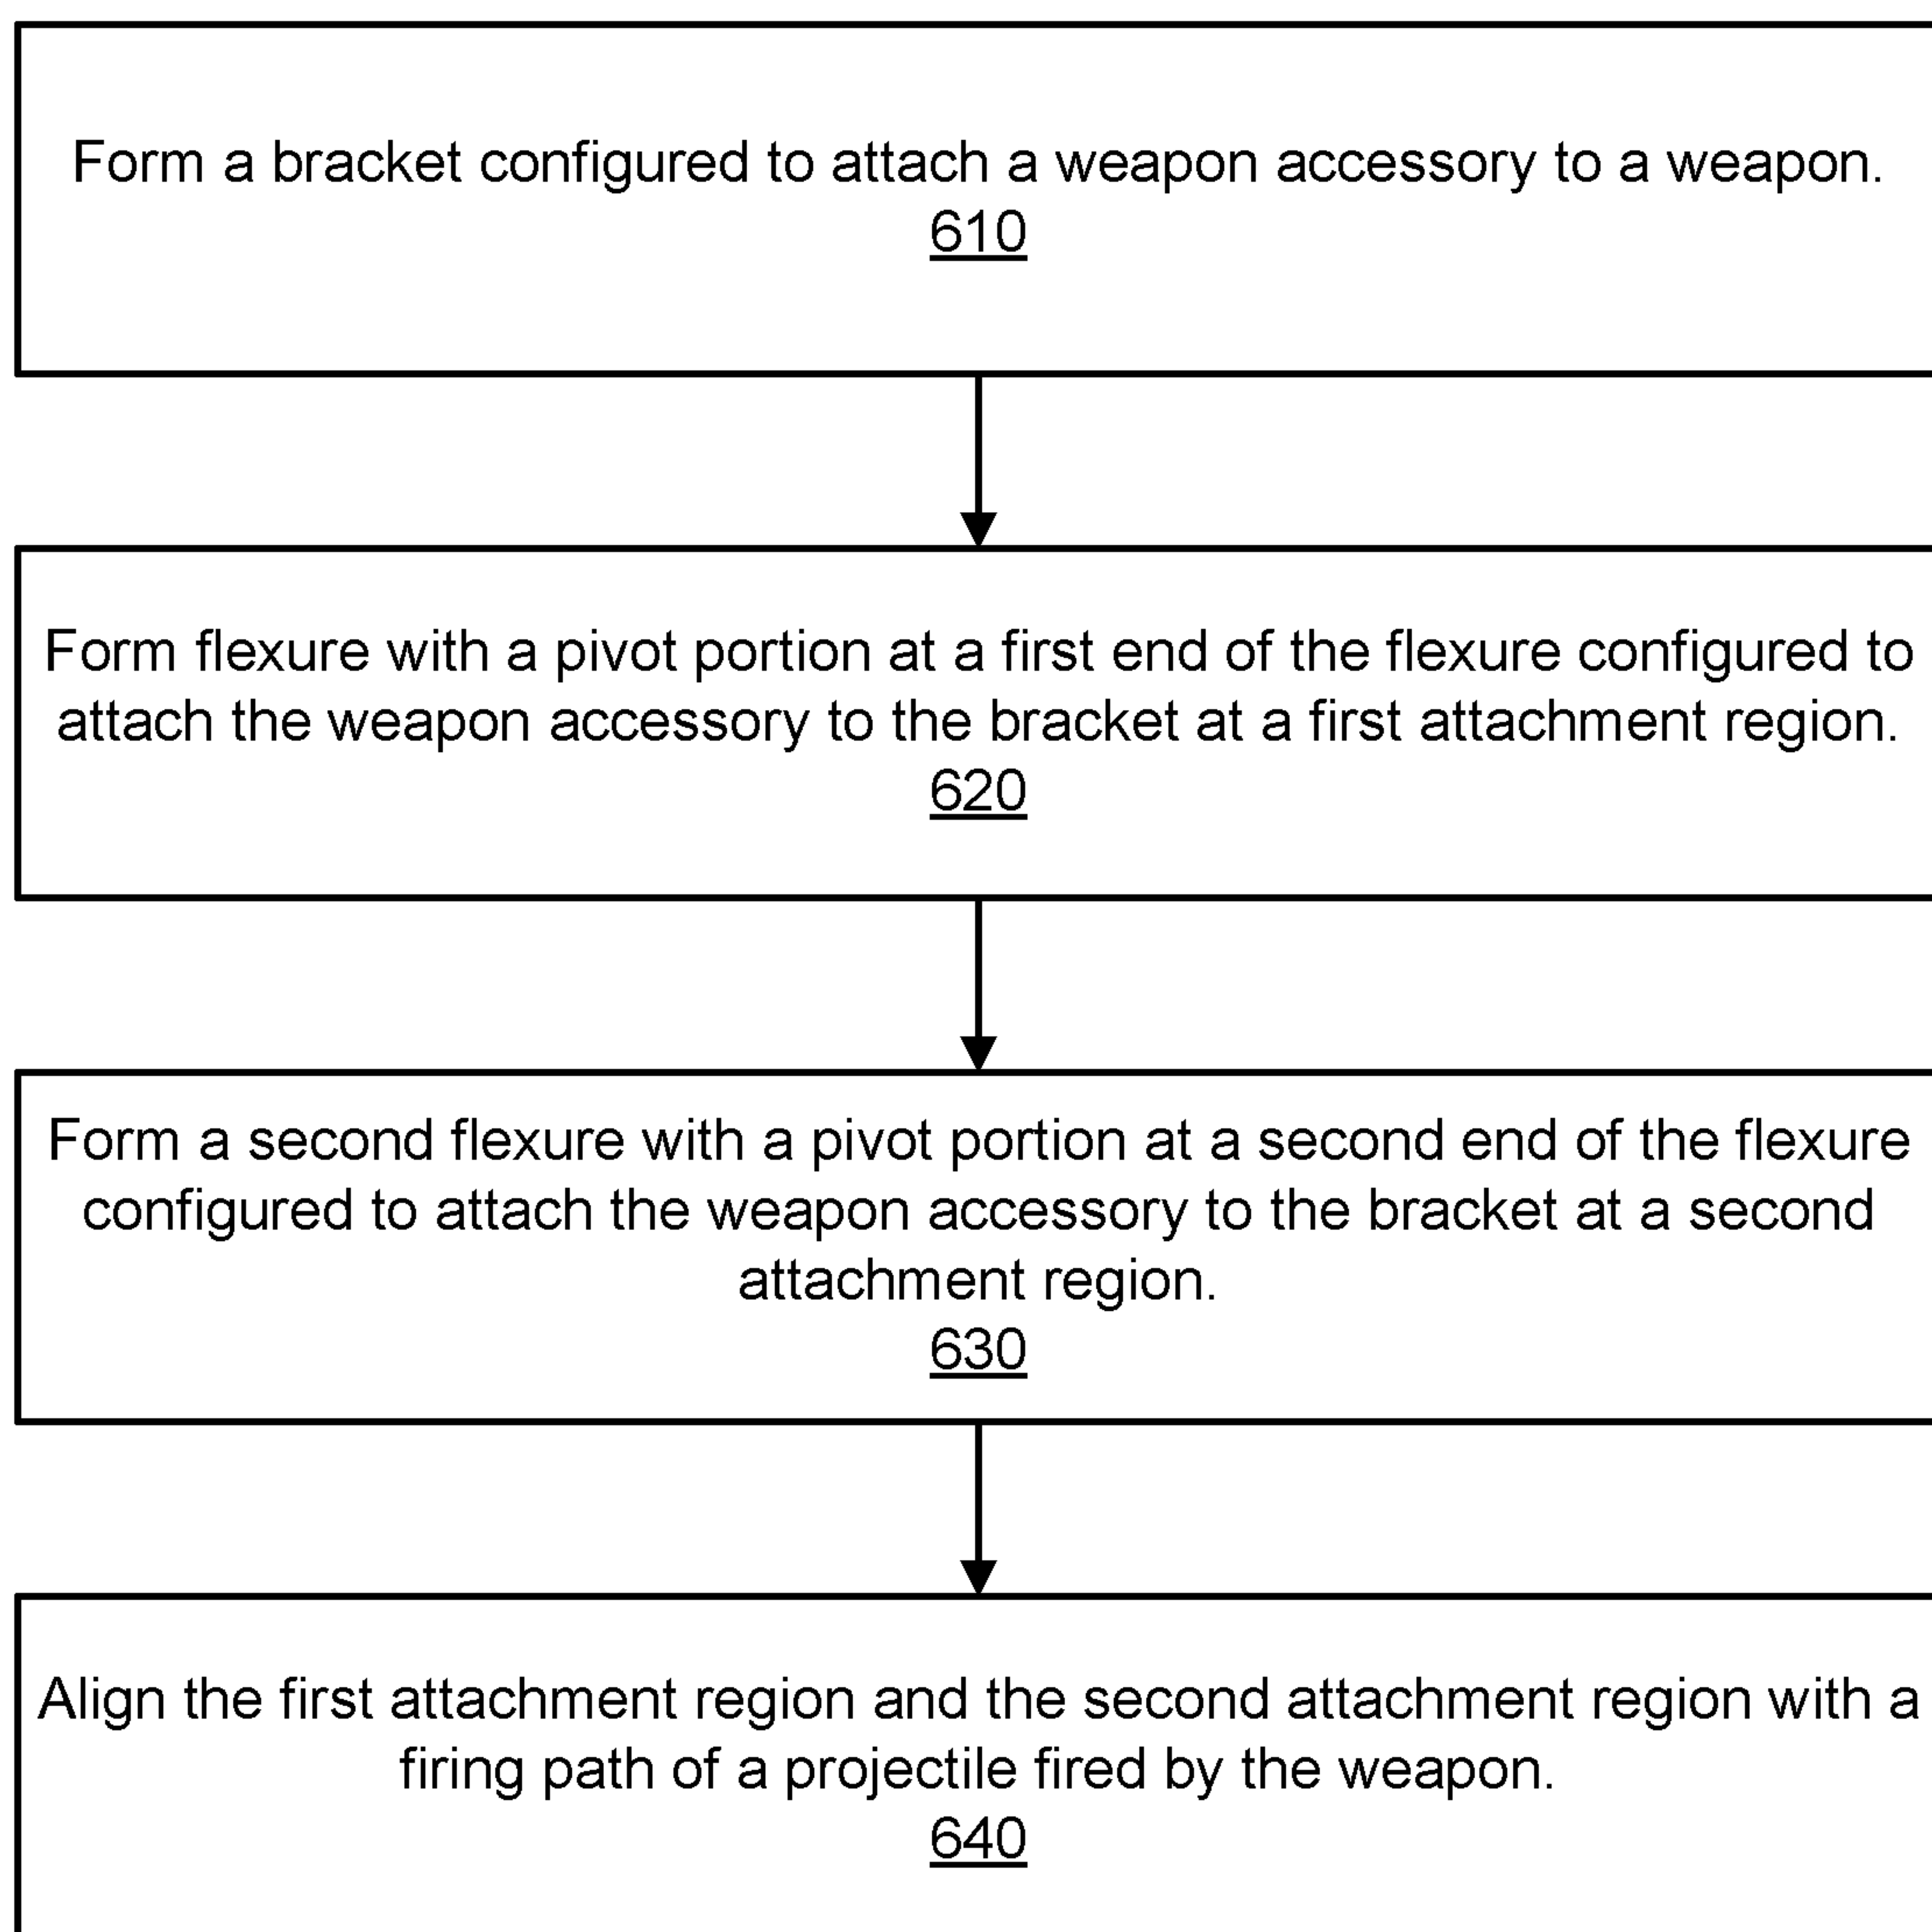 Form a bracket configured to attach a weapon accessory to a weapon.
610
Form flexure with a pivot portion at a first end of the flexure configured to
attach the weapon accessory to the bracket at a first attachment region.
620
Form a second flexure with a pivot portion at a second end of the flexure
configured to attach the weapon accessory to the bracket at a second
attachment region.
630
Align the first attachment region and the second attachment region with a
firing path of a projectile fired by the weapon.
640